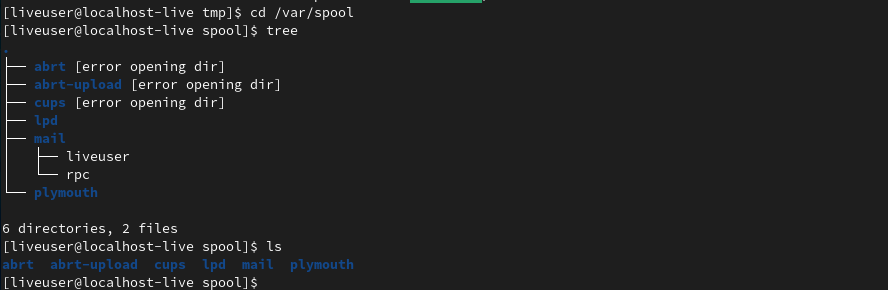 [liveuser@localhost-live tmp]$ cd /var/spool
[liveuser@localhost-live spool]$ tree
.
├── abrt [error opening dir]
├── abrt-upload [error opening dir]
├── cups [error opening dir]
├── lpd
├── mail
│   ├── liveuser
│   └── rpc
└── plymouth
6 directories, 2 files
[liveuser@localhost-live spool]$ ls
abrt  abrt-upload  cups  lpd  mail  plymouth
[liveuser@localhost-live spool]$